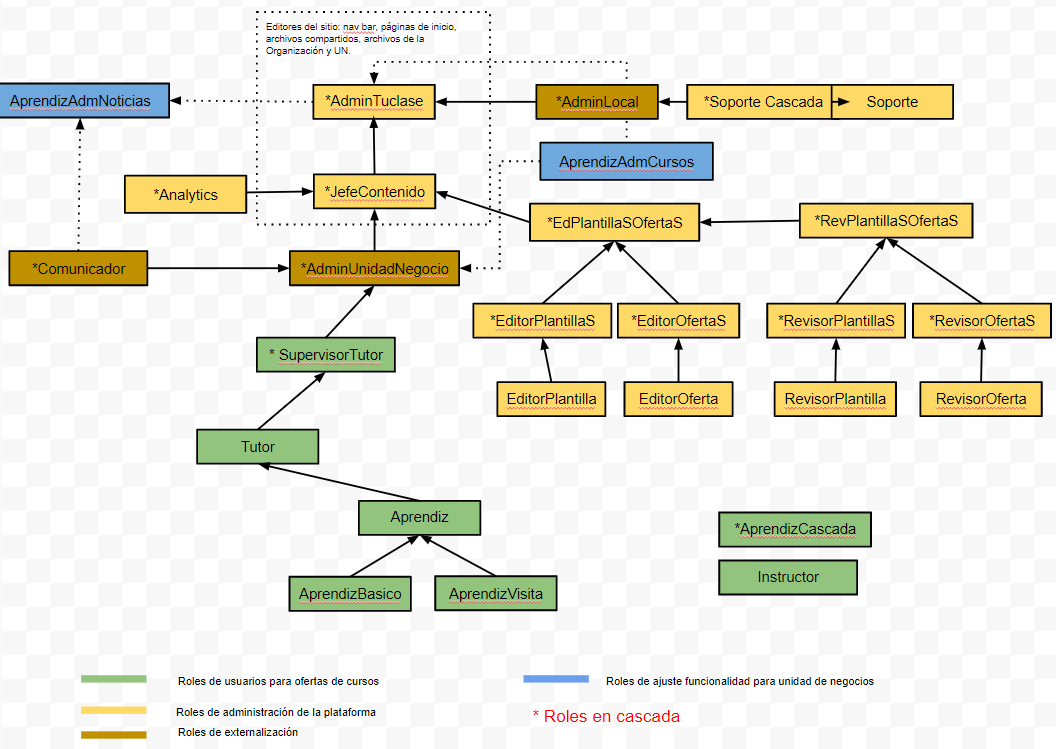 Editores del sitio: nav bar, páginas de inicio,
archivos compartidos, archivos de la
Organización y UN.
AprendizAdmNoticias
*AdminTuclase
*AdminLocal
*Soporte Cascada
Soporte
AprendizAdmCursos
*Analytics
*JefeContenido
*EdPlantillaSOfertaS
*RevPlantillaSOfertaS
*Comunicador
*AdminUnidadNegocio
*EditorPlantillaS
*EditorOfertaS
*RevisorPlantillaS
*RevisorOfertaS
* SupervisorTutor
EditorPlantilla
EditorOferta
RevisorPlantilla
RevisorOferta
Tutor
Aprendiz
*AprendizCascada
Instructor
AprendizBasico
AprendizVisita
Roles de usuarios para ofertas de cursos
Roles de ajuste funcionalidad para unidad de negocios
Roles de administración de la plataforma
* Roles en cascada
Roles de externalización